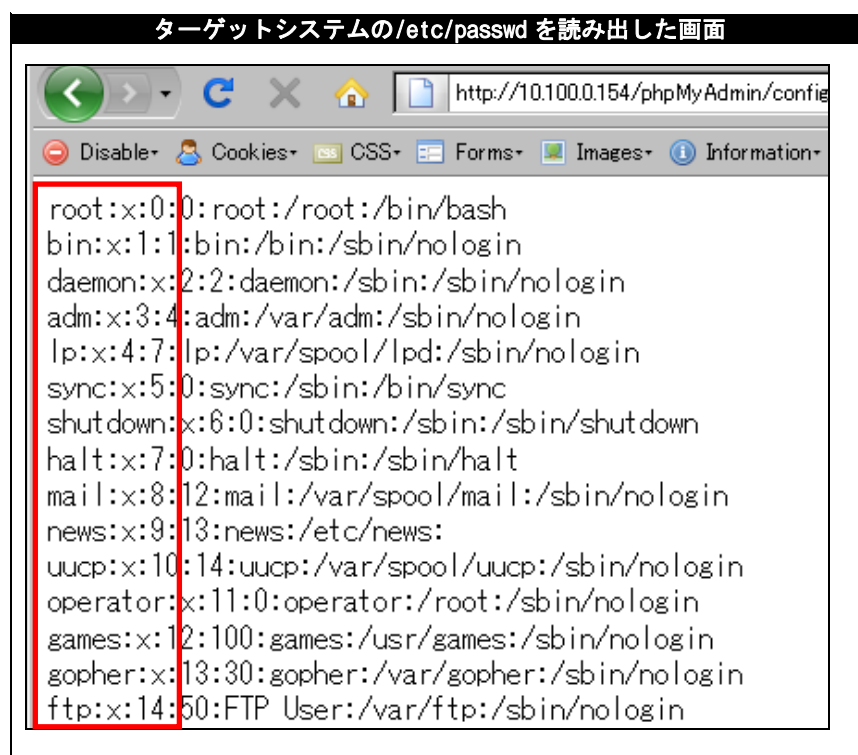 ターゲットシステムの/etc/passwd を読み出した画面
http://10.100.0.154/phpMyAdmin/config
Disable▾ Cookies▾ CSS CSS▾ Forms▾ Images▾ Information▾
root:x:0:0:root:/root:/bin/bash
bin:x:1:1:bin:/bin:/sbin/nologin
daemon:x:2:2:daemon:/sbin:/sbin/nologin
adm:x:3:4:adm:/var/adm:/sbin/nologin
lp:x:4:7:lp:/var/spool/lpd:/sbin/nologin
sync:x:5:0:sync:/sbin:/bin/sync
shutdown:x:6:0:shutdown:/sbin:/sbin/shutdown
halt:x:7:0:halt:/sbin:/sbin/halt
mail:x:8:12:mail:/var/spool/mail:/sbin/nologin
news:x:9:13:news:/etc/news:
uucp:x:10:14:uucp:/var/spool/uucp:/sbin/nologin
operator:x:11:0:operator:/root:/sbin/nologin
games:x:12:100:games:/usr/games:/sbin/nologin
gopher:x:13:30:gopher:/var/gopher:/sbin/nologin
ftp:x:14:50:FTP User:/var/ftp:/sbin/nologin